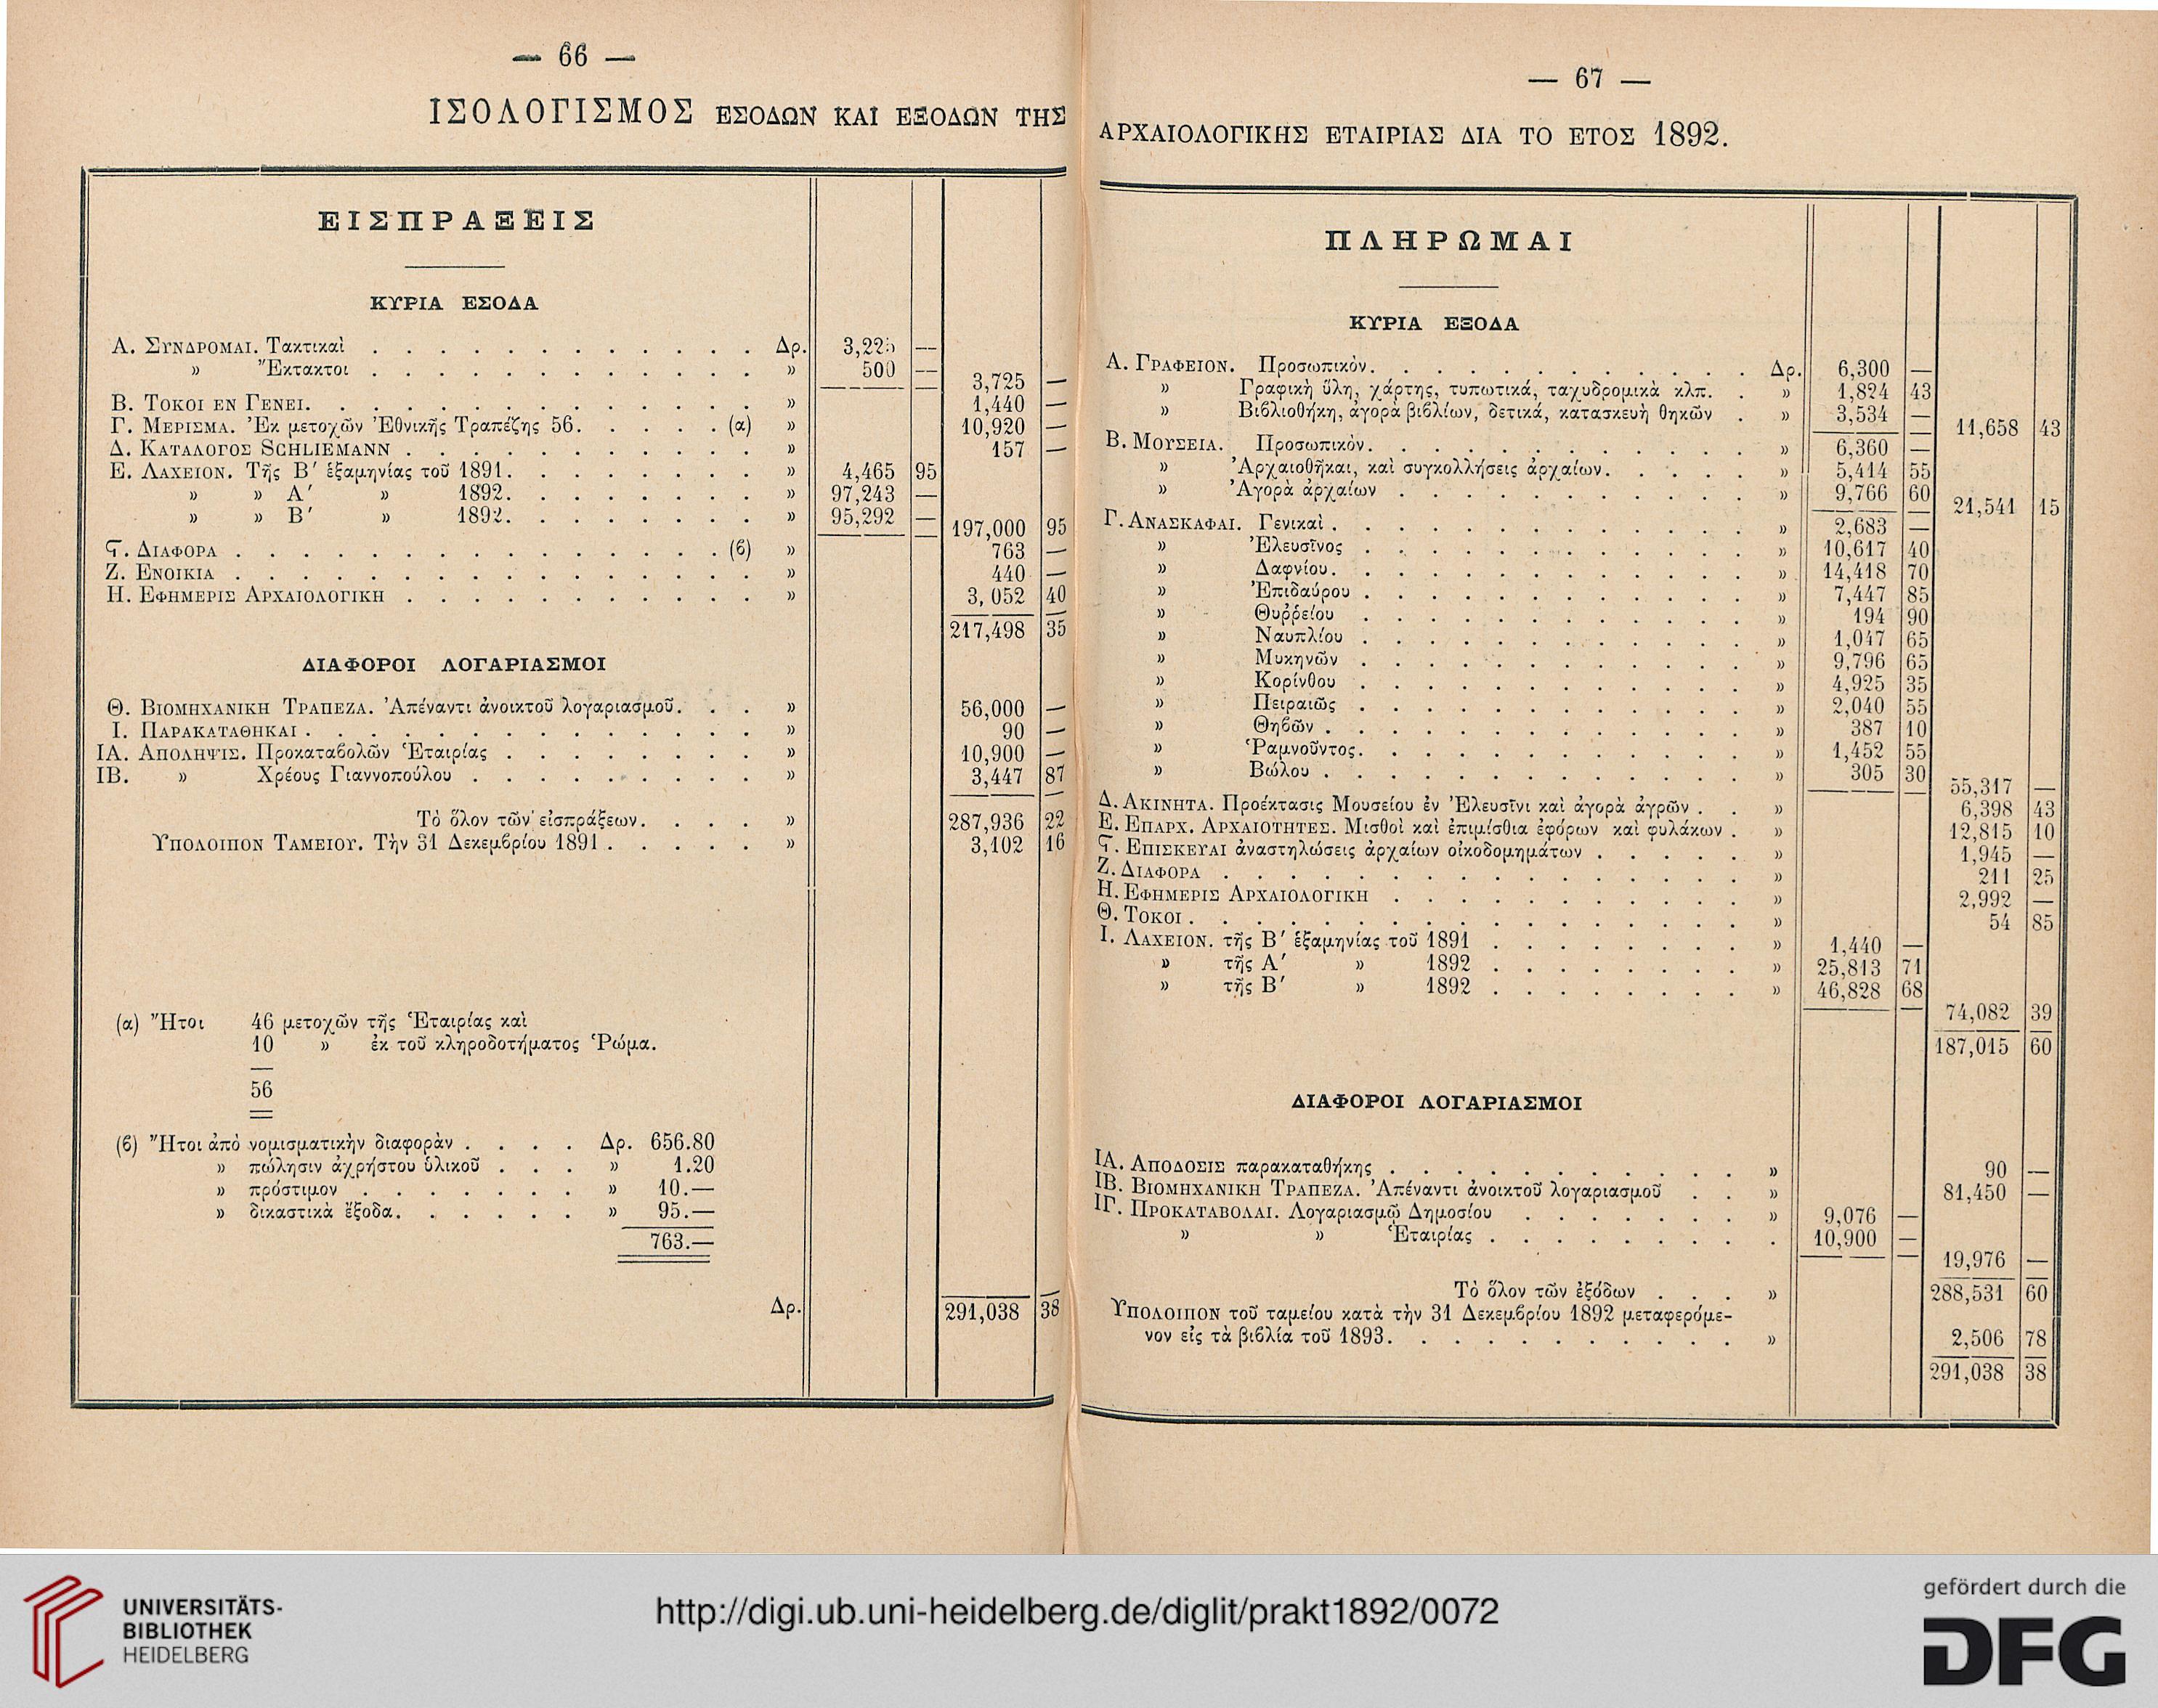 — 66 —
ΙΣΟΛΟΓΙΣΜΟΣ ΕΣΟΔΩΝ ΚΑΙ ΕΞΟΔΩΝ ΤΗΣ
ΕΙΣΠΡΑΞΕΙΣ
ΚΥΡΙΑ ΕΣΟΔΑ
Α. ΣΥΝΔΡΟΜΑΙ. Τακτικαὶ . . . Δρ. 3,225 —
» Ἔκτακτοι . . . » 500 —
3,725 —
Β. ΤΟΚΟΙ ΕΝ ΓΕΝΕΙ. . . . » 1,440 —
Γ. ΜΕΡΙΣΜΑ. Ἐκ μετοχῶν Ἐθνικῆς Τραπέζης 56. . . . (α) » 10,920 —
Δ. ΚΑΤΑΛΟΓΟΣ SCHLIEMANN . . . » 157 —
Ε. ΛΑΧΕΙΟΝ. Τῆς Β′ ἑξαμηνίας τοῦ 1891. . . . » 4,465 95
» » Α′ » 1892. . . . » 97,243 —
» » Β′ » 1892. . . . » 95,292 —
197,000 95
Ϛ. ΔΙΑΦΟΡΑ . . . (ϐ) » 763 —
Ζ. ΕΝΟΙΚΙΑ . . . » 440 —
Η. ΕΦΗΜΕΡΙΣ ΑΡΧΑΙΟΛΟΓΙΚΗ . . . » 3,052 40
217,498 35
ΔΙΑΦΟΡΟΙ ΛΟΓΑΡΙΑΣΜΟΙ
Θ. ΒΙΟΜΗΧΑΝΙΚΗ ΤΡΑΠΕΖΑ. Ἀπέναντι ἀνοικτοῦ λογαριασμοῦ. . . » 56,000 —
Ι. ΠΑΡΑΚΑΤΑΘΗΚΑΙ . . . » 90 —
ΙΑ. ΑΠΟΛΗΨΙΣ. Προκαταϐολῶν Ἑταιρίας . . . » 10,900 —
ΙΒ. » Χρέους Γιαννοπούλου . . . » 3,447 87
Τὸ ὅλον τῶν εἰσπράξεων. . . . » 287,936 22
ΥΠΟΛΟΙΠΟΝ ΤΑΜΕΙΟΥ. Τὴν 31 Δεκεμϐρίου 1891 . . . » 3,102 16
(α) Ἤτοι 46 μετοχῶν τῆς Ἑταιρίας καὶ
10 » ἐκ τοῦ κληροδοτήματος Ῥώμα.
56
(ϐ) Ἤτοι ἀπὸ νομισματικὴν διαφορὰν . . . . Δρ. 656.80
» πώλησιν ἀχρήστου ὑλικοῦ . . . » 1.20
» πρόστιμον . . . » 10.—
» δικαστικὰ ἔξοδα. . . . » 95.—
763.—
Δρ. 291,038 38
— 67 —
ΑΡΧΑΙΟΛΟΓΙΚΗΣ ΕΤΑΙΡΙΑΣ ΔΙΑ ΤΟ ΕΤΟΣ 1892.
ΠΛΗΡΩΜΑΙ
ΚΥΡΙΑ ΕΞΟΔΑ
Α. ΓΡΑΦΕΙΟΝ. Προσωπικὸν. . . . Δρ. 6,300 —
» Γραφικὴ ὕλη, χάρτης, τυπωτικά, ταχυδρομικὰ κλπ. . » 1,824 43
» Βιϐλιοθήκη, ἀγορὰ βιϐλίων, δετικά, κατασκευὴ θηκῶν . » 3,534 —
11,658 43
Β. ΜΟΥΣΕΙΑ. Προσωπικὸν. . . . » 6,360 —
» Ἀρχαιοθῆκαι, καὶ συγκολλήσεις ἀρχαίων. . . . » 5,414 55
» Ἀγορὰ ἀρχαίων . . . » 9,766 60
21,541 15
Γ. ΑΝΑΣΚΑΦΑΙ. Γενικαὶ . . . » 2,683 —
» Ἐλευσῖνος . . . » 10,617 40
» Δαφνίου. . . . » 14,418 70
» Ἐπιδαύρου . . . » 7,447 85
» Θυῤῥείου . . . » 194 90
» Ναυπλίου . . . » 1,047 65
» Μυκηνῶν . . . » 9,796 65
» Κορίνθου . . . » 4,925 35
» Πειραιῶς . . . » 2,040 55
» Θηϐῶν . . . » 387 10
» Ῥαμνοῦντος. . . . » 1,452 55
» Βώλου . . . » 305 30
55,317 —
Δ. ΑΚΙΝΗΤΑ. Προέκτασις Μουσείου ἐν Ἐλευσῖνι καὶ ἀγορὰ ἀγρῶν . . » 6,398 43
Ε. ΕΠΑΡΧ. ΑΡΧΑΙΟΤΗΤΕΣ. Μισθοὶ καὶ ἐπιμίσθια ἐφόρων καὶ φυλάκων . » 12,815 10
Ϛ. ΕΠΙΣΚΕΥΑΙ ἀναστηλώσεις ἀρχαίων οἰκοδομημάτων . . . » 1,945 —
Ζ. ΔΙΑΦΟΡΑ . . . » 211 25
Η. ΕΦΗΜΕΡΙΣ ΑΡΧΑΙΟΛΟΓΙΚΗ . . . » 2,992 —
Θ. ΤΟΚΟΙ . . . » 54 85
Ι. ΛΑΧΕΙΟΝ. τῆς Β′ ἑξαμηνίας τοῦ 1891 . . . » 1,440 —
» τῆς Α′ » 1892 . . . » 25,813 71
» τῆς Β′ » 1892 . . . » 46,828 68
74,082 39
187,015 60
ΔΙΑΦΟΡΟΙ ΛΟΓΑΡΙΑΣΜΟΙ
ΙΑ. ΑΠΟΔΟΣΙΣ παρακαταθήκης . . . » 90 —
ΙΒ. ΒΙΟΜΗΧΑΝΙΚΗ ΤΡΑΠΕΖΑ. Ἀπέναντι ἀνοικτοῦ λογαριασμοῦ . . » 81,450 —
ΙΓ. ΠΡΟΚΑΤΑΒΟΛΑΙ. Λογαριασμῷ Δημοσίου . . . » 9,076 —
» » Ἑταιρίας . . . 10,900 —
19,976 —
Τὸ ὅλον τῶν ἐξόδων . . . » 288,531 60
ΥΠΟΛΟΙΠΟΝ τοῦ ταμείου κατὰ τὴν 31 Δεκεμϐρίου 1892 μεταφερόμε-
νον εἰς τὰ βιϐλία τοῦ 1893. . . . » 2,506 78
291,038 38
UNIVERSITÄTS-
BIBLIOTHEK
HEIDELBERG
http://digi.ub.uni-heidelberg.de/diglit/prakt1892/0072
gefördert durch die
DFG